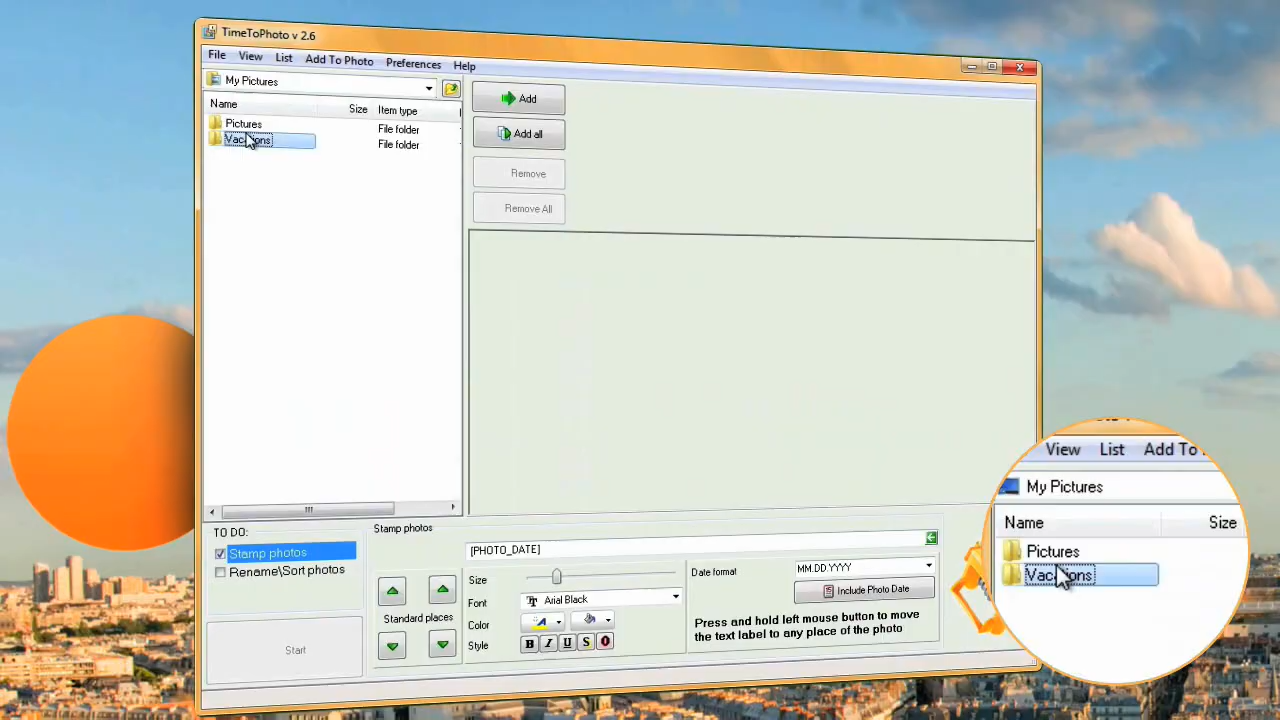 TimeToPhoto v 2.6
File View List Add To Photo Preferences Help
My Pictures
Name Size Item type
Pictures File folder
Vacations File folder
Add
Add all
Remove
Remove All
TO DO:
Stamp photos
Rename\Sort photos
Start
Stamp photos
[PHOTO_DATE]
Standard places
Size
Font Arial Black
Color
Style B I U S O
Date format MM.DD.YYYY
Include Photo Date
Press and hold left mouse button to move
the text label to any place of the photo
View List Add To
My Pictures
Name Size
Pictures
Vacations